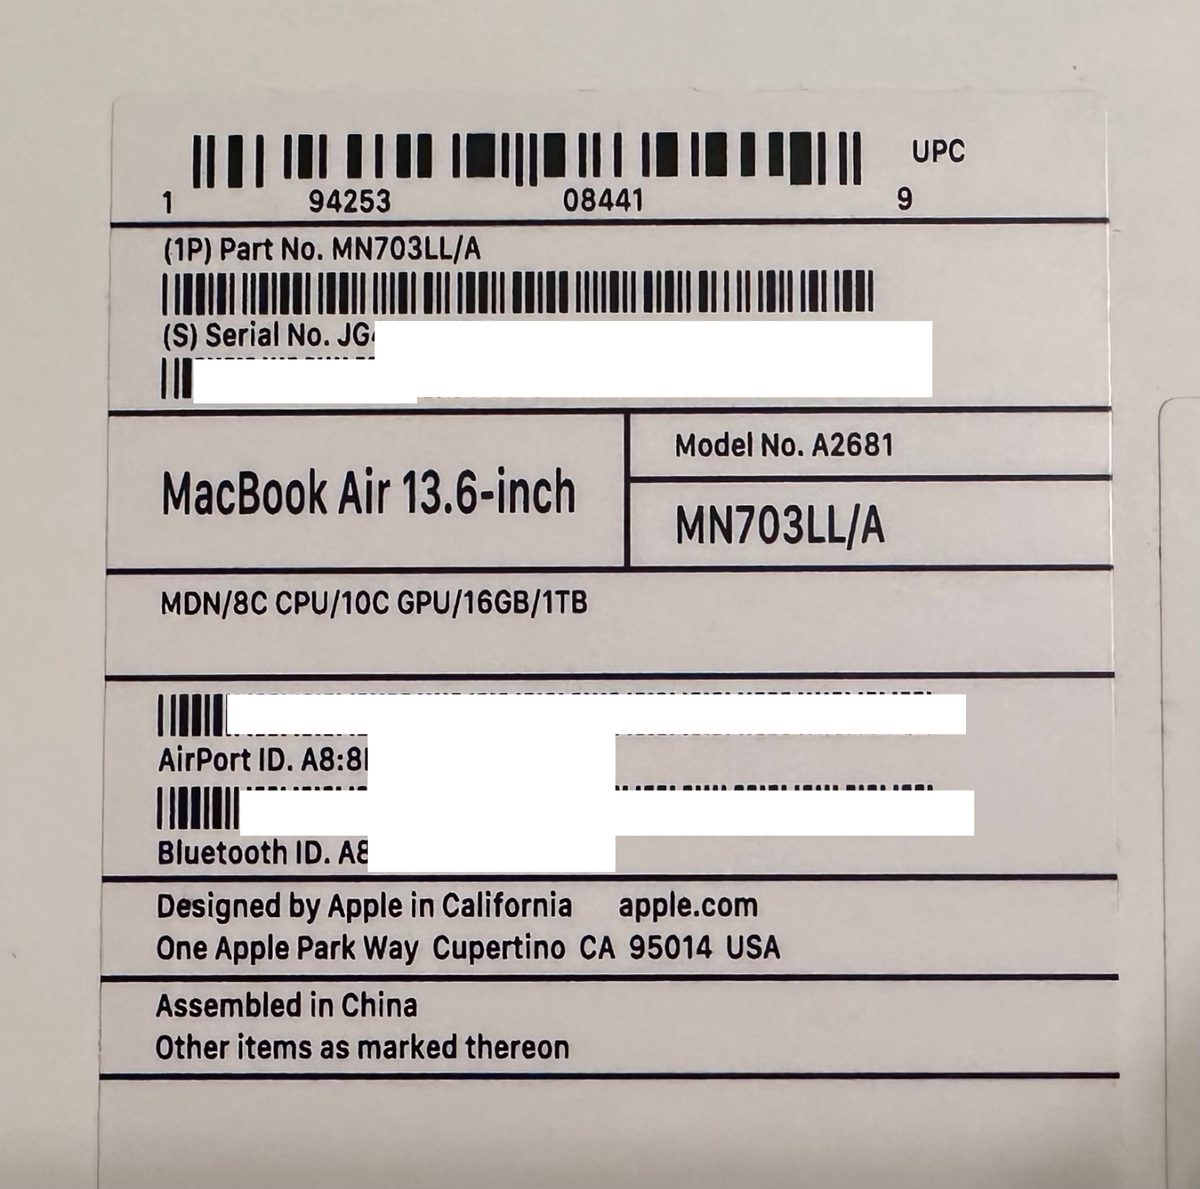 UPC
1 94253 08441 9
(1P) Part No. MN703LL/A
(S) Serial No. JG
MacBook Air 13.6-inch
Model No. A2681
MN703LL/A
MDN/8C CPU/10C GPU/16GB/1TB
AirPort ID. A8:8
Bluetooth ID. A8
Designed by Apple in California apple.com
One Apple Park Way Cupertino CA 95014 USA
Assembled in China
Other items as marked thereon